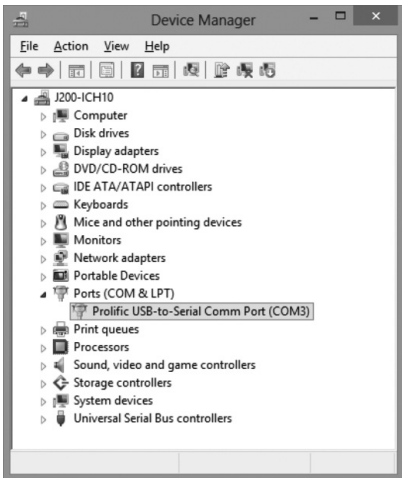 Device Manager
File Action View Help
J200-ICH10
Computer
Disk drives
Display adapters
DVD/CD-ROM drives
IDE ATA/ATAPI controllers
Keyboards
Mice and other pointing devices
Monitors
Network adapters
Portable Devices
Ports (COM & LPT)
Prolific USB-to-Serial Comm Port (COM3)
Print queues
Processors
Sound, video and game controllers
Storage controllers
System devices
Universal Serial Bus controllers